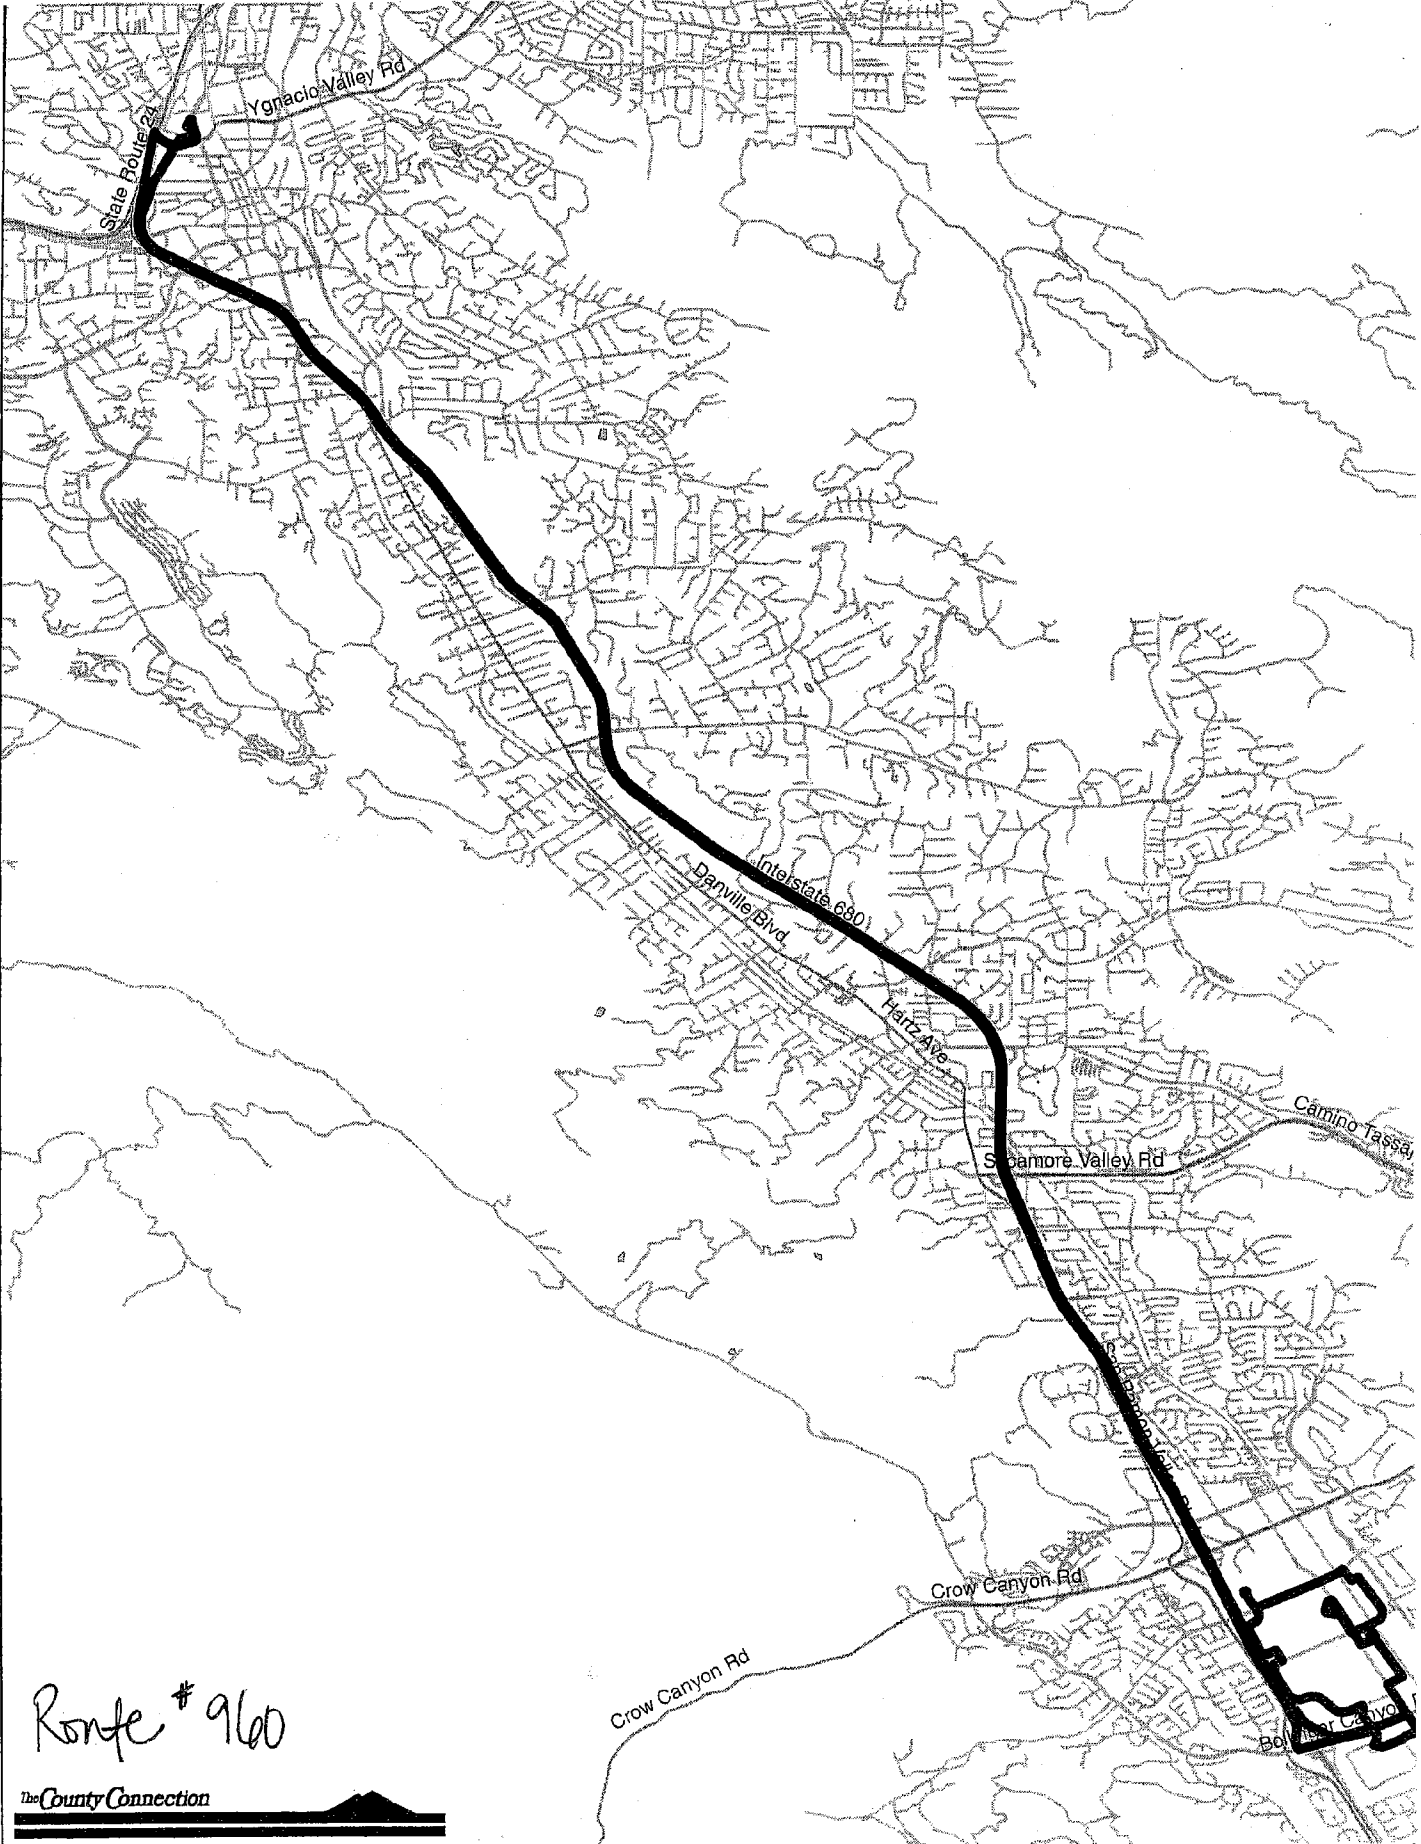 Ygnacio Valley Rd
State Route 24
Interstate 680
Danville Blvd
Hartz Ave
Camino Tassaj
Sycamore Valley Rd
Crow Canyon Rd
Crow Canyon Rd
Route # 960
The County Connection